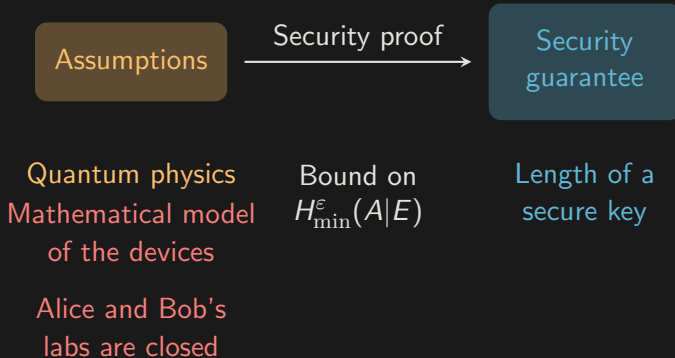 Security proof
Assumptions
Security
guarantee
Quantum physics
Mathematical model
of the devices
Alice and Bob's
labs are closed
Bound on
$H_{\min}^{\varepsilon}(A|E)$
Length of a
secure key